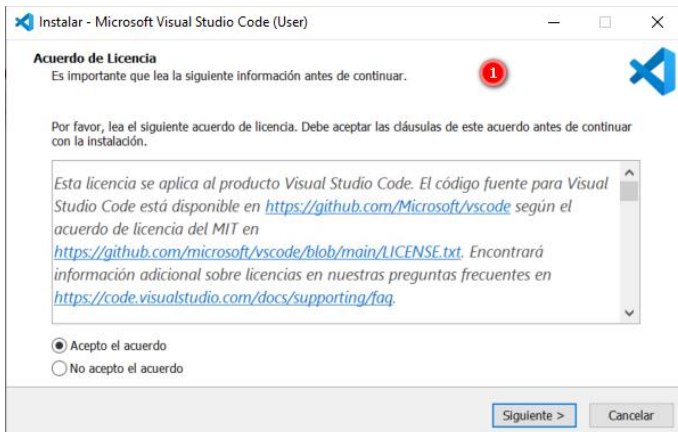 Instalar - Microsoft Visual Studio Code (User)
Acuerdo de Licencia
Es importante que lea la siguiente información antes de continuar.
1
Por favor, lea el siguiente acuerdo de licencia. Debe aceptar las cláusulas de este acuerdo antes de continuar
con la instalación.
Esta licencia se aplica al producto Visual Studio Code. El código fuente para Visual
Studio Code está disponible en https://github.com/Microsoft/vscode según el
acuerdo de licencia del MIT en
https://github.com/microsoft/vscode/blob/main/LICENSE.txt. Encontrará
información adicional sobre licencias en nuestras preguntas frecuentes en
https://code.visualstudio.com/docs/supporting/faq.
Acepto el acuerdo
No acepto el acuerdo
Siguiente >
Cancelar